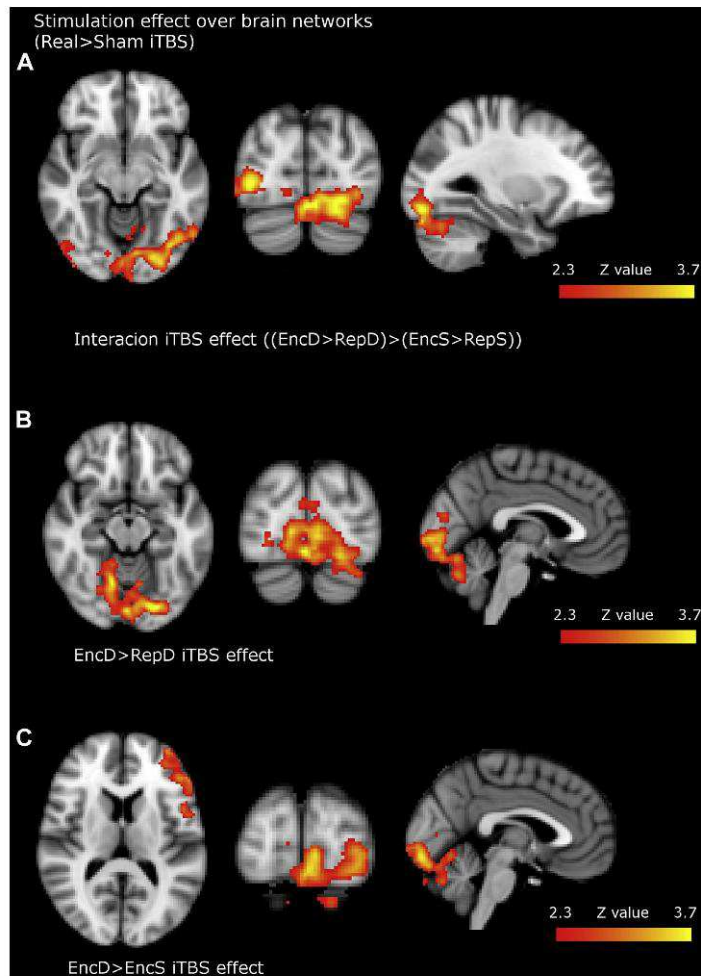 Stimulation effect over brain networks
(Real>Sham iTBS)
A
2.3 Z value 3.7
Interacion iTBS effect ((EncD>RepD)>(EncS>RepS))
B
2.3 Z value 3.7
EncD>RepD iTBS effect
C
2.3 Z value 3.7
EncD>EncS iTBS effect